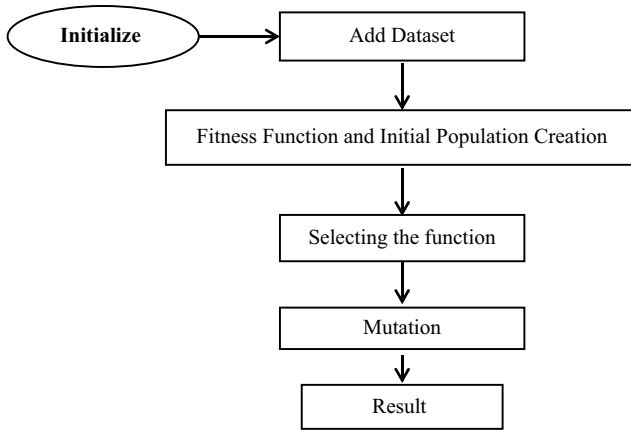 Initialize
Add Dataset
Fitness Function and Initial Population Creation
Selecting the function
Mutation
Result